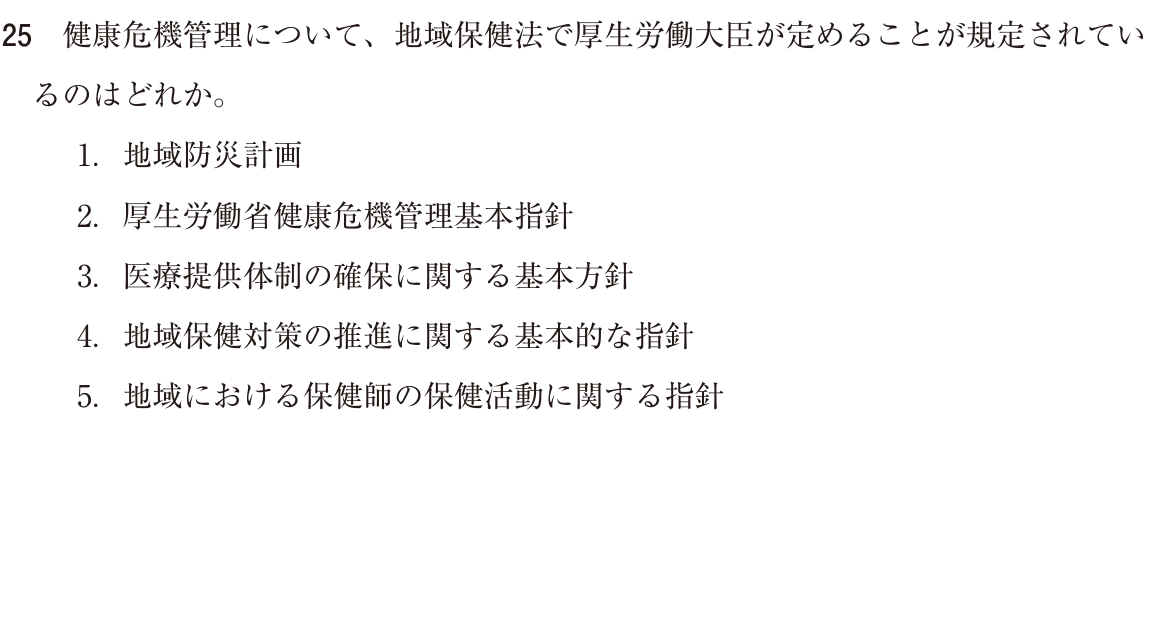 25 健康危機管理について、地域保健法で厚生労働大臣が定めることが規定されてい
るのはどれか。
1. 地域防災計画
2. 厚生労働省健康危機管理基本指針
3. 医療提供体制の確保に関する基本方針
4. 地域保健対策の推進に関する基本的な指針
5. 地域における保健師の保健活動に関する指針